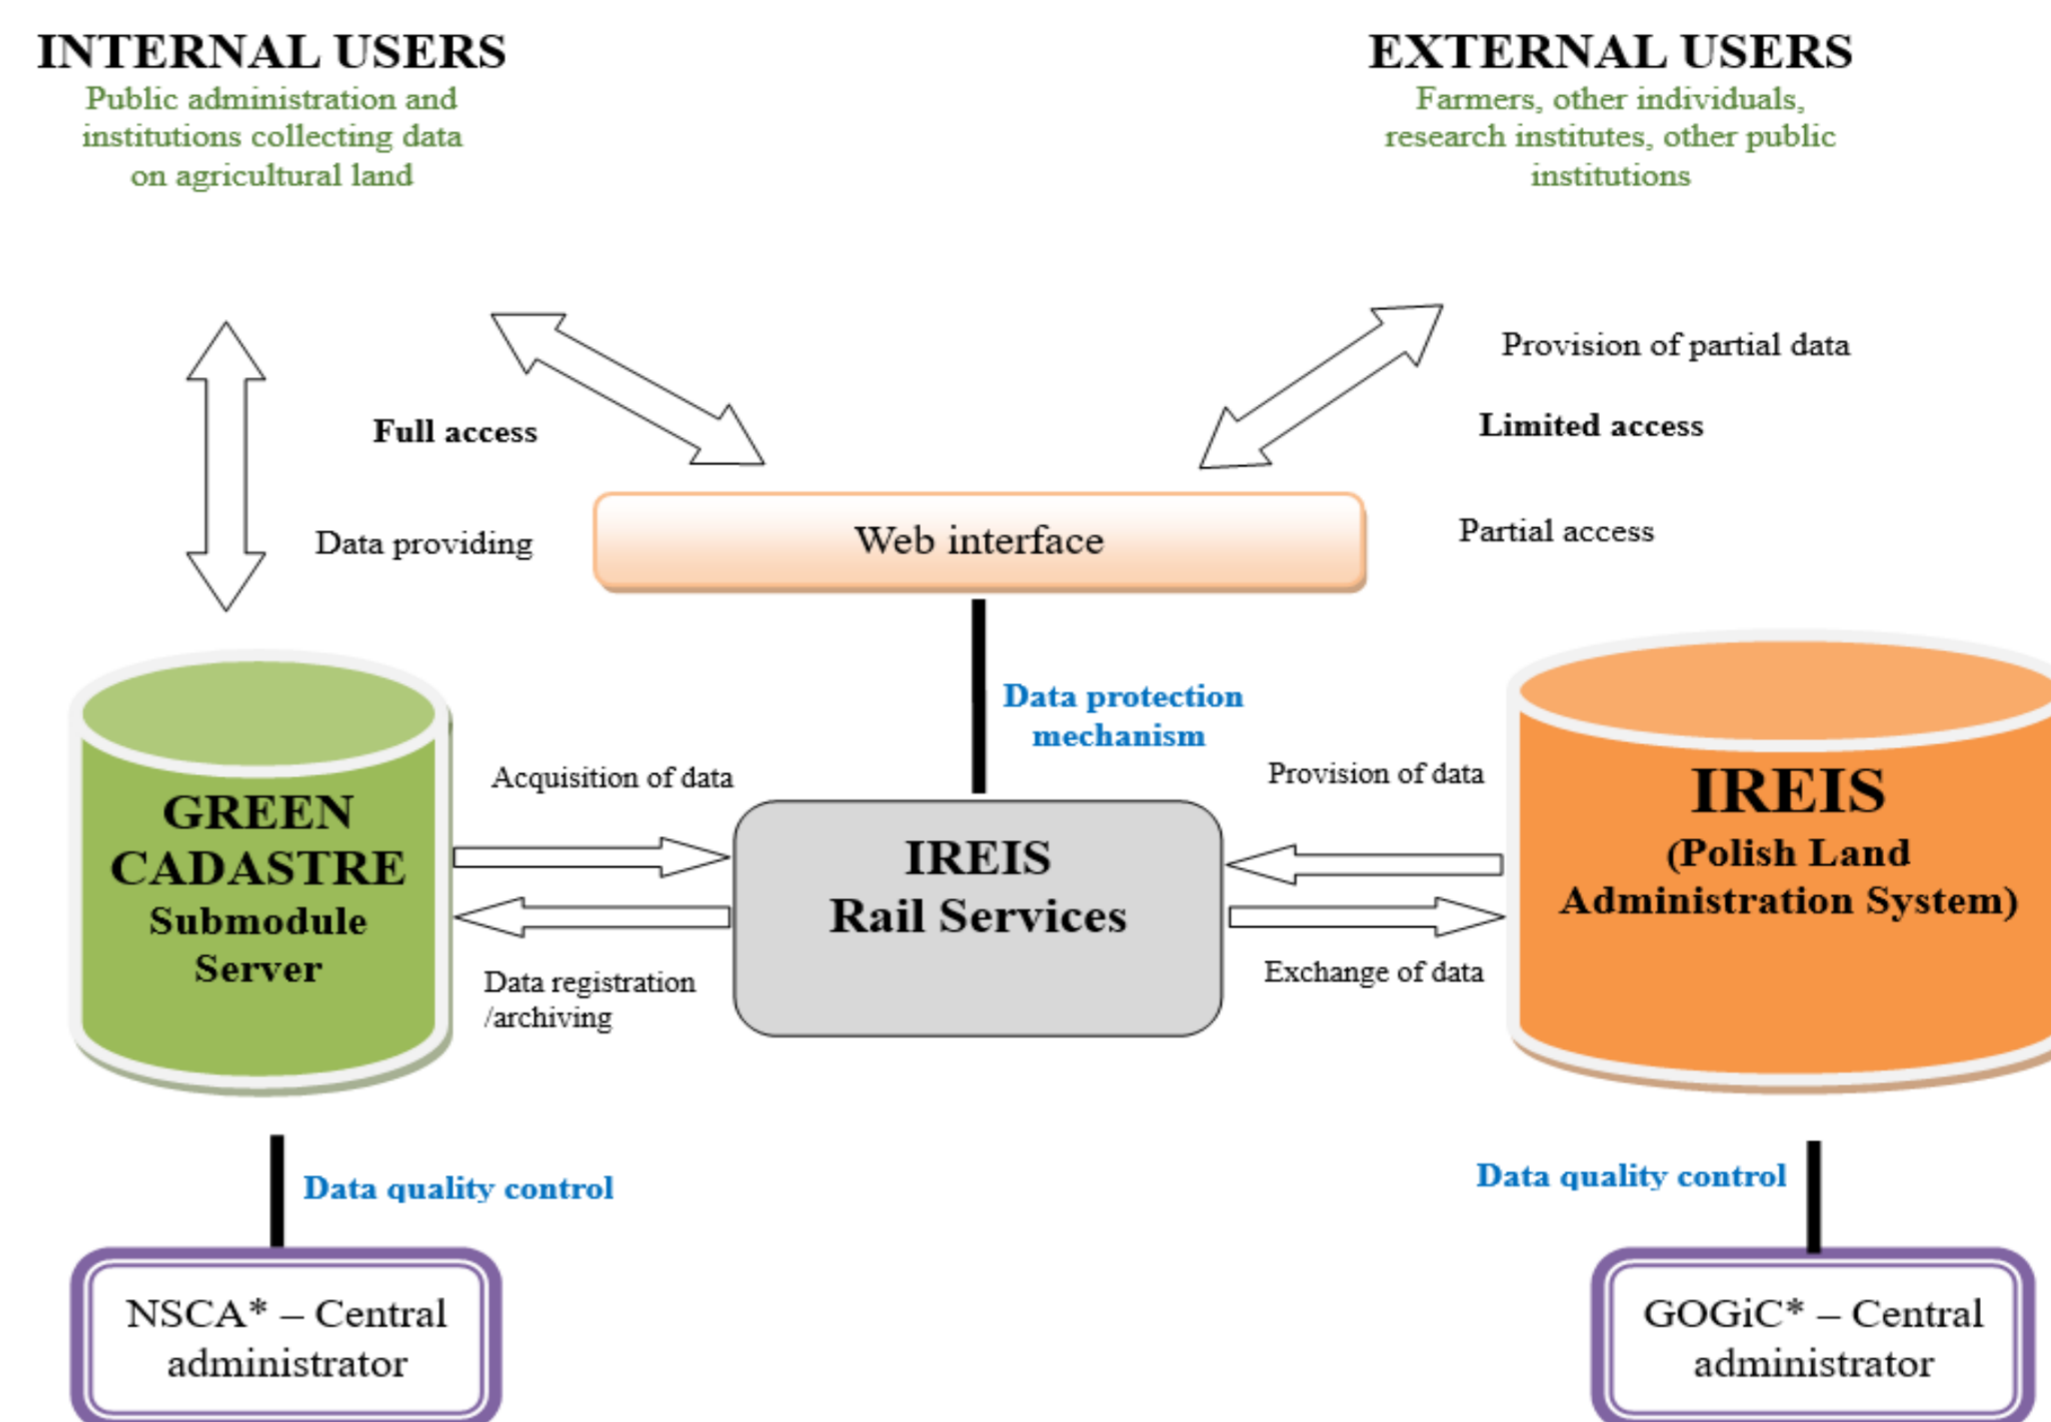 INTERNAL USERS
Public administration and
institutions collecting data
on agricultural land
EXTERNAL USERS
Farmers, other individuals,
research institutes, other public
institutions
Full access
Data providing
Provision of partial data
Limited access
Partial access
Web interface
Data protection
mechanism
GREEN
CADASTRE
Submodule
Server
Acquisition of data
Data registration
/archiving
IREIS
Rail Services
Provision of data
Exchange of data
IREIS
(Polish Land
Administration System)
Data quality control
Data quality control
NSCA* – Central
administrator
GOGiC* – Central
administrator